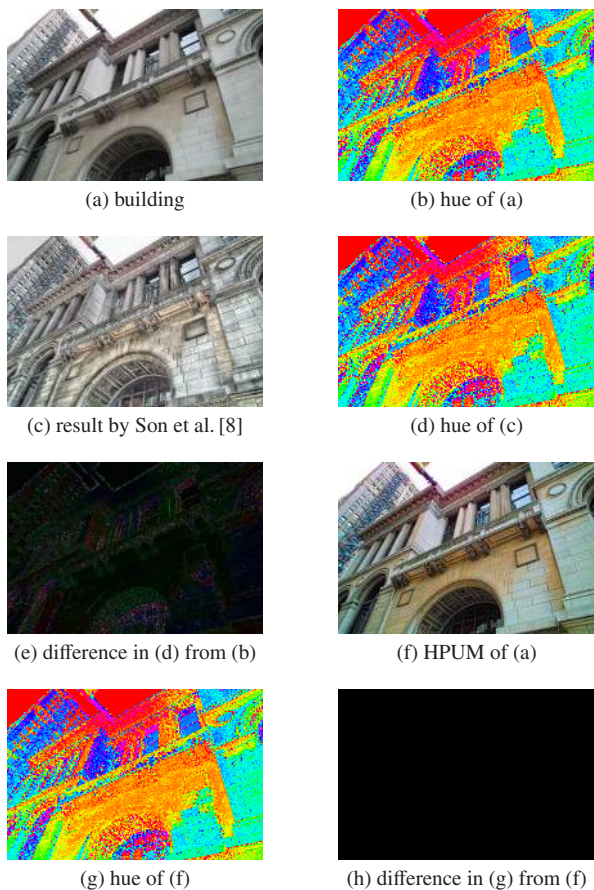 (a) building
(b) hue of (a)
(c) result by Son et al. [8]
(d) hue of (c)
(e) difference in (d) from (b)
(f) HPUM of (a)
(g) hue of (f)
(h) difference in (g) from (f)